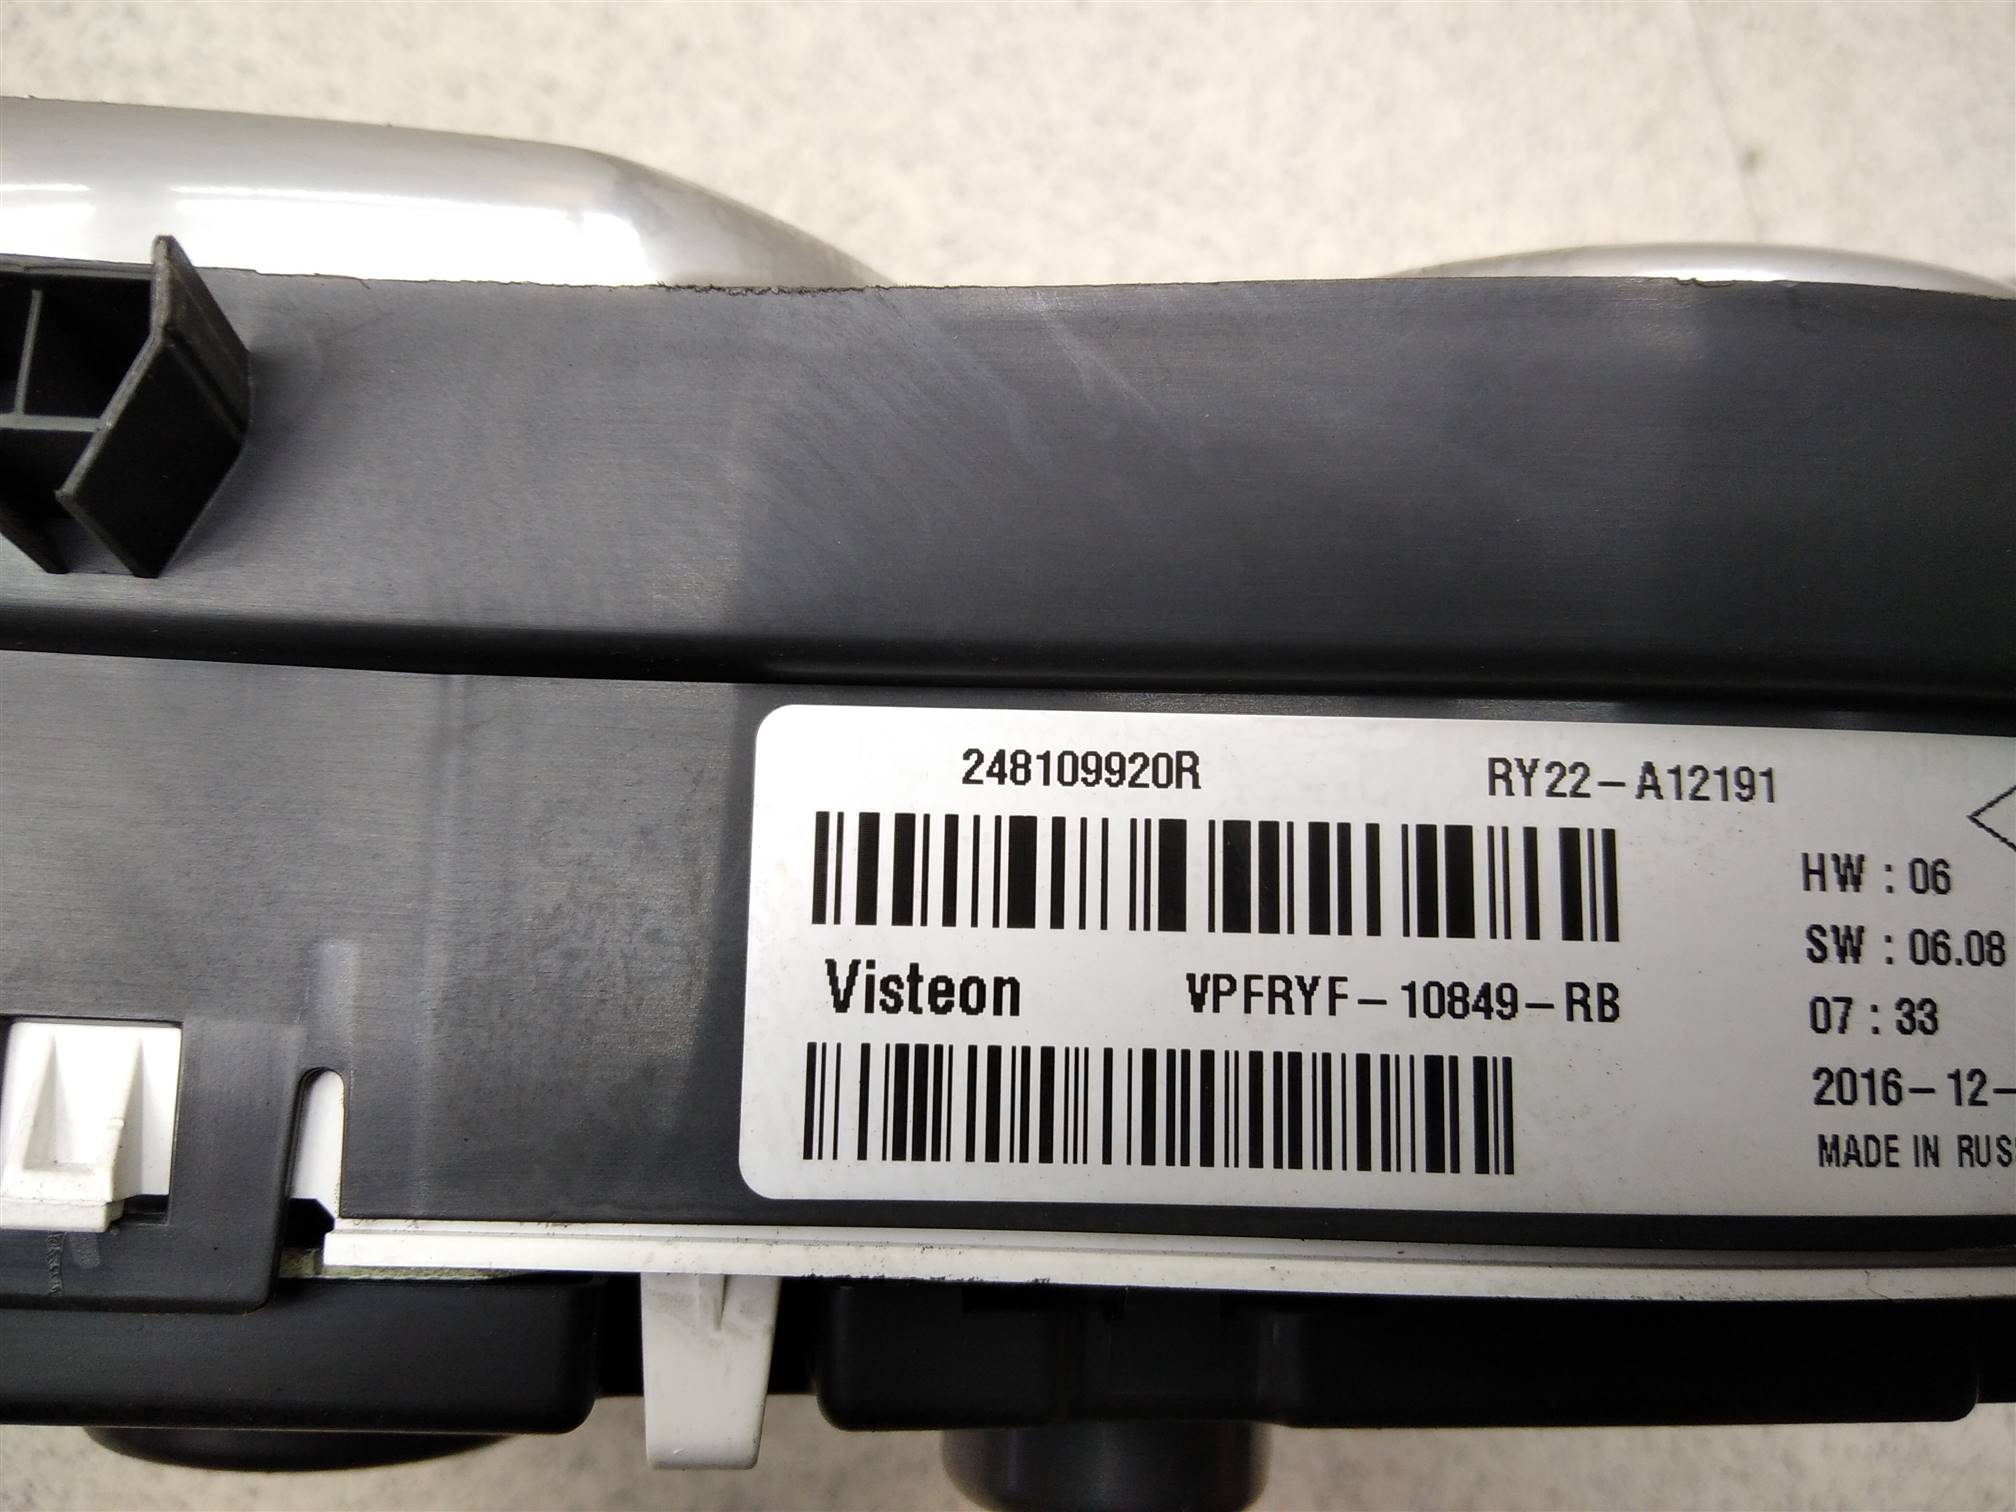 248109920R RY22-A12191
HW : 06
SW : 06.08
Visteon VPFRYF-10849-RB
07 : 33
2016-12-
MADE IN RUS